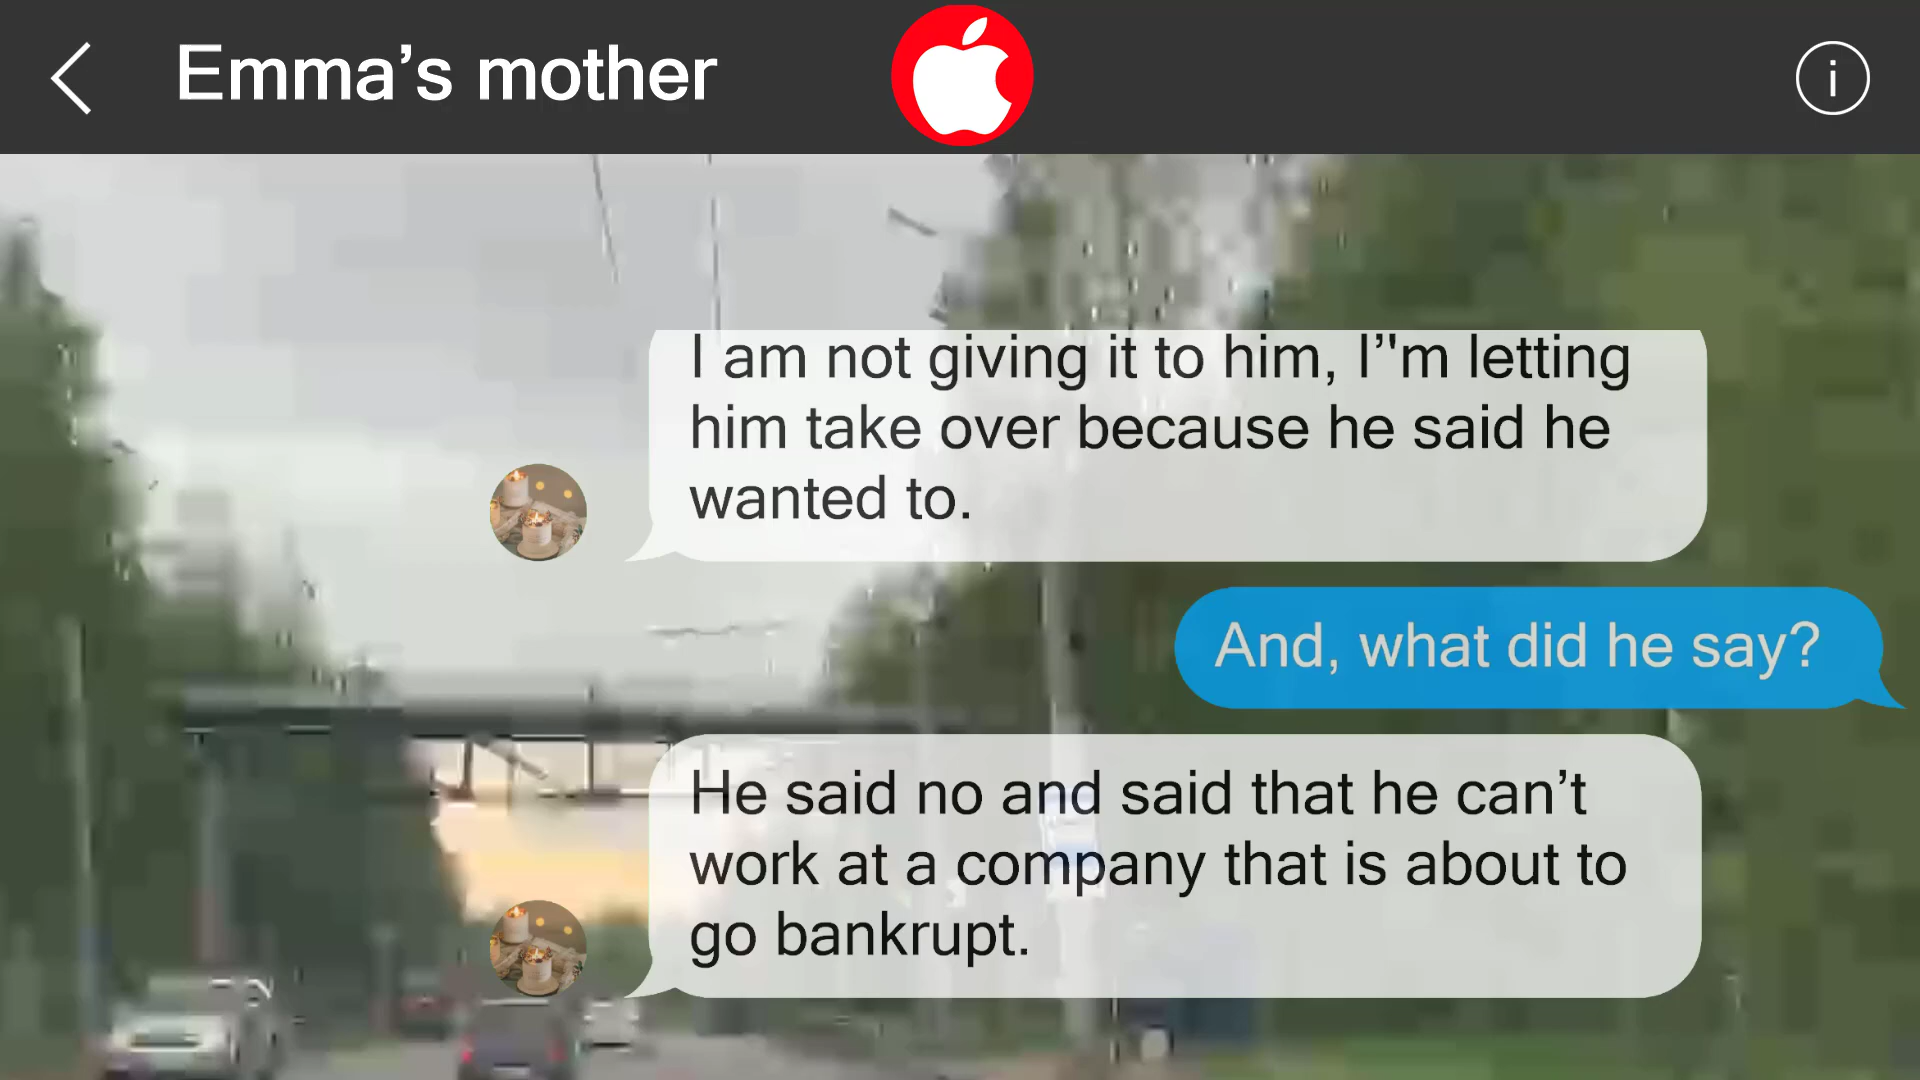 Emma’s mother
i
I am not giving it to him, I’'m letting
him take over because he said he
wanted to.
And, what did he say?
He said no and said that he can’t
work at a company that is about to
go bankrupt.